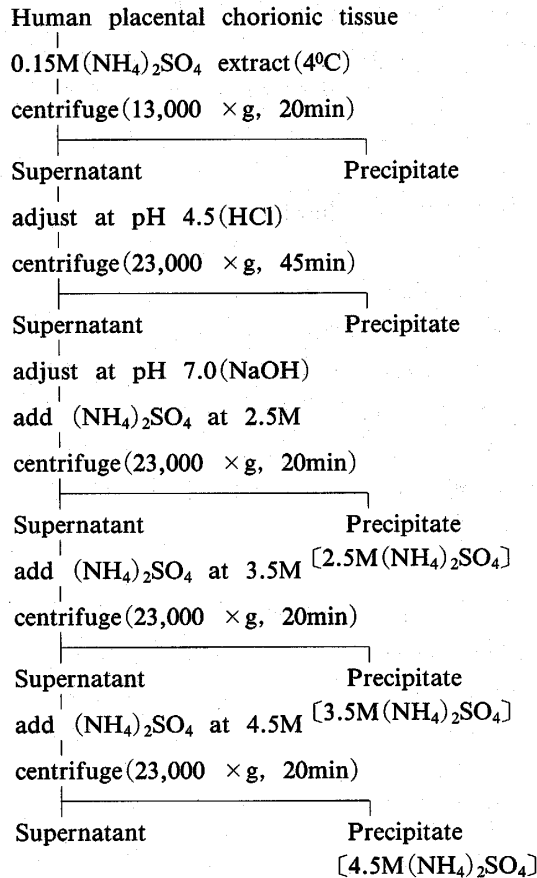 Human placental chorionic tissue
0.15M(NH₄)₂SO₄ extract(4⁰C)
centrifuge(13,000 ×g, 20min)
Supernatant Precipitate
adjust at pH 4.5(HCl)
centrifuge(23,000 ×g, 45min)
Supernatant Precipitate
adjust at pH 7.0(NaOH)
add (NH₄)₂SO₄ at 2.5M
centrifuge(23,000 ×g, 20min)
Supernatant Precipitate
[2.5M(NH₄)₂SO₄]
add (NH₄)₂SO₄ at 3.5M
centrifuge(23,000 ×g, 20min)
Supernatant Precipitate
[3.5M(NH₄)₂SO₄]
add (NH₄)₂SO₄ at 4.5M
centrifuge(23,000 ×g, 20min)
Supernatant Precipitate
[4.5M(NH₄)₂SO₄]